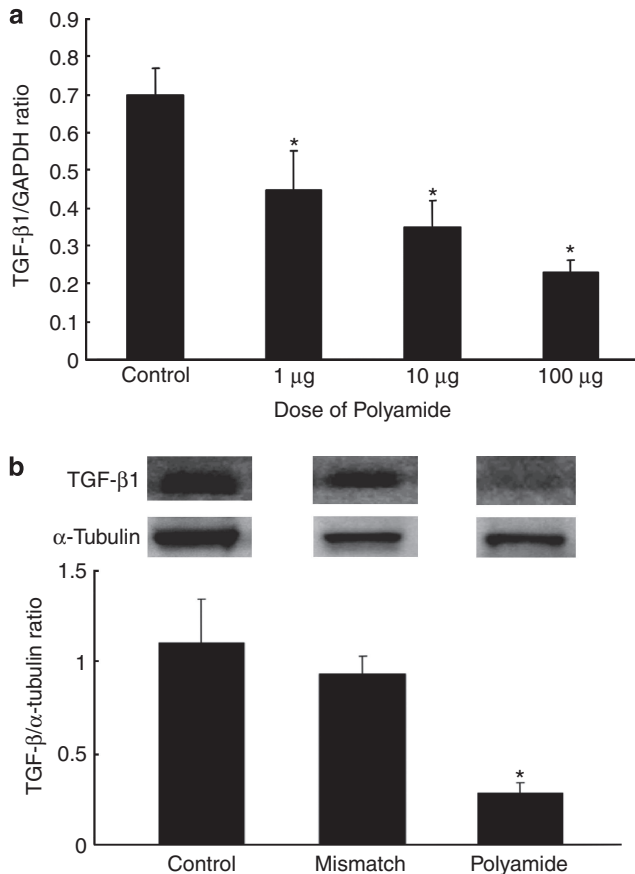 a
TGF-β1/GAPDH ratio
0.9
0.8
0.7
0.6
0.5
0.4
0.3
0.2
0.1
0
*
*
*
Control
1 μg
10 μg
100 μg
Dose of Polyamide
b
TGF-β1
α-Tubulin
TGF-β/α-tubulin ratio
1.5
1
0.5
0
*
Control
Mismatch
Polyamide